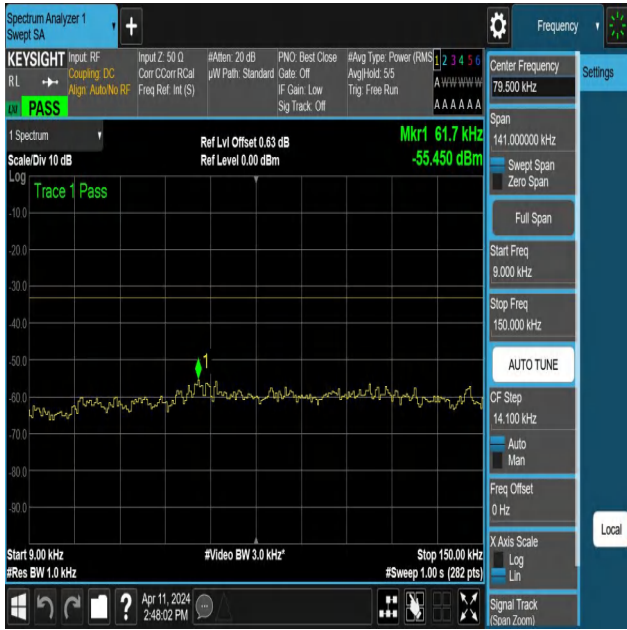 Spectrum Analyzer 1
Swept SA
+
Frequency
KEYSIGHT
RL
PASS
Input: RF
Coupling: DC
Align: Auto/No RF
Input Z: 50 Ω
Corr CCorr RCal
Freq Ref: Int (S)
#Atten: 20 dB
µW Path: Standard
PNO: Best Close
Gate: Off
IF Gain: Low
Sig Track: Off
#Avg Type: Power (RMS
Avg|Hold: 5/5
Trig: Free Run
1 2 3 4 5 6
A W W W W W
A A A A A A
1 Spectrum
Scale/Div 10 dB
Ref Lvl Offset 0.63 dB
Ref Level 0.00 dBm
Mkr1 61.7 kHz
-55.450 dBm
Log
Trace 1 Pass
-10.0
-20.0
-30.0
-40.0
-50.0
1
-60.0
-70.0
-80.0
-90.0
Start 9.00 kHz
#Res BW 1.0 kHz
#Video BW 3.0 kHz*
Stop 150.00 kHz
#Sweep 1.00 s (282 pts)
?
Apr 11, 2024
2:48:02 PM
Center Frequency
79.500 kHz
Settings
Span
141.000000 kHz
Swept Span
Zero Span
Full Span
Start Freq
9.000 kHz
Stop Freq
150.000 kHz
AUTO TUNE
CF Step
14.100 kHz
Auto
Man
Freq Offset
0 Hz
X Axis Scale
Log
Lin
Local
Signal Track
(Span Zoom)